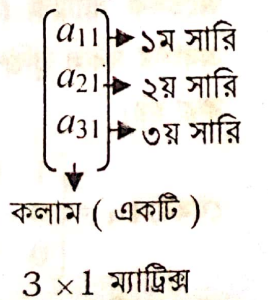 a11 ১ম সারি
a21 ২য় সারি
a31 ৩য় সারি
কলাম ( একটি )
3 ×1 ম্যাট্রিক্স